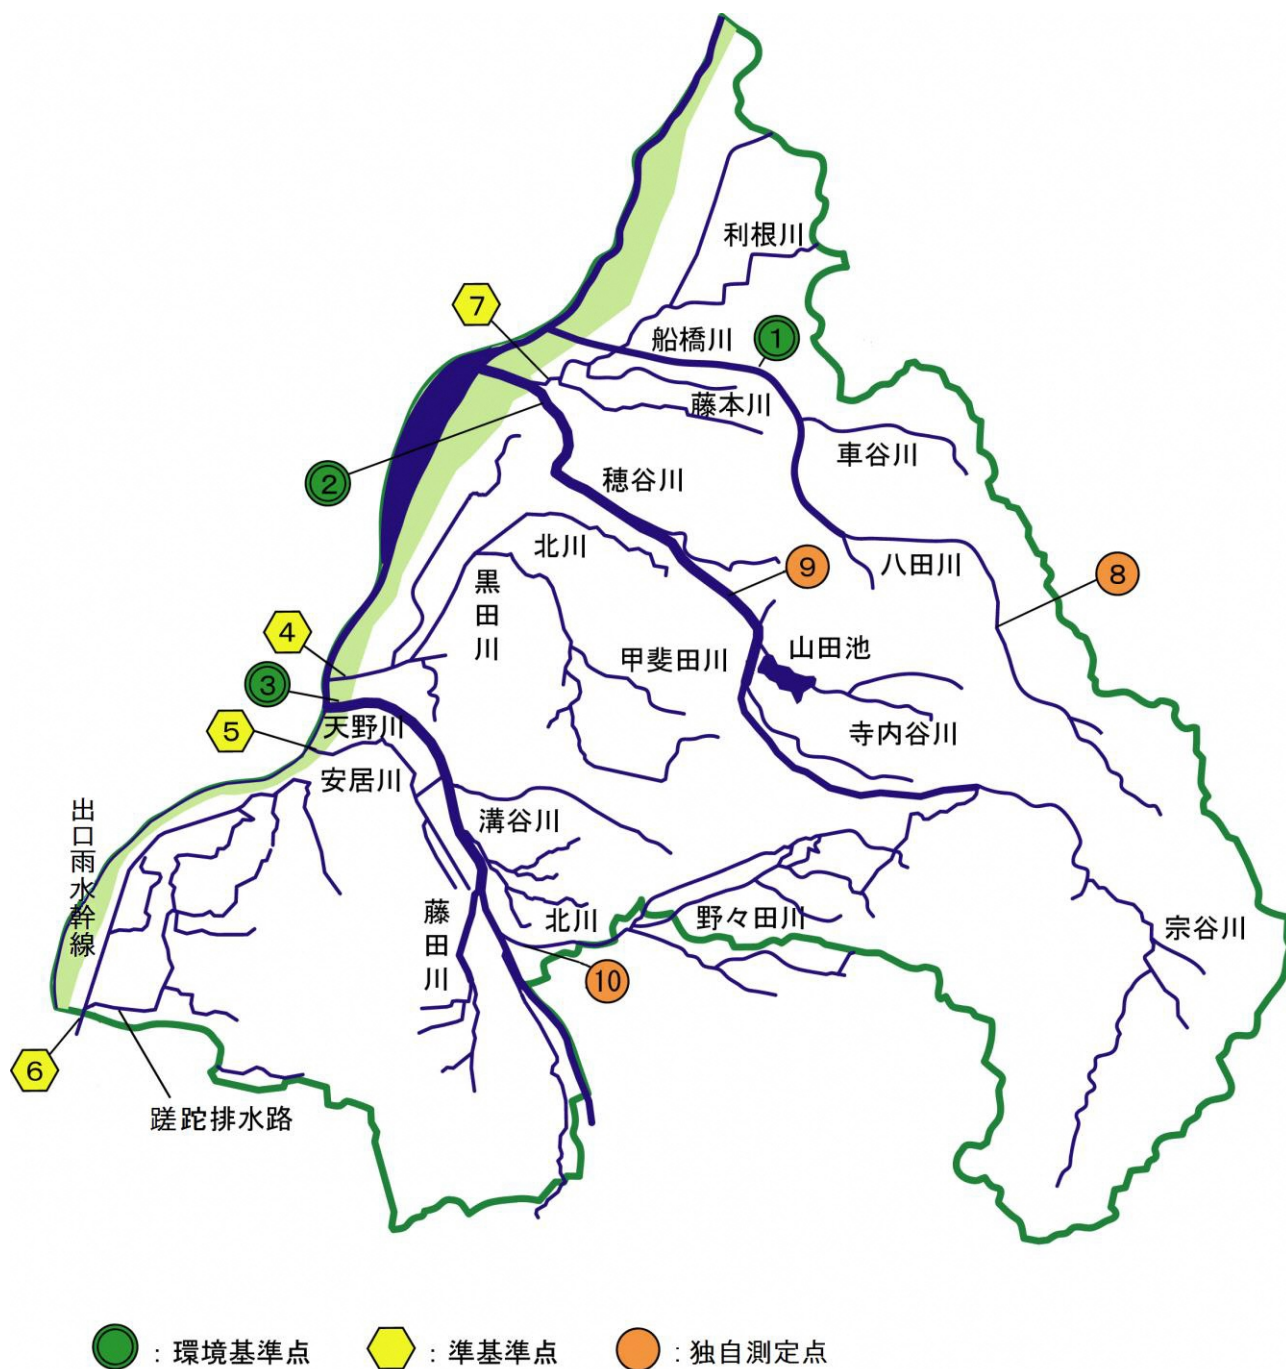 利根川
7
船橋川
1
藤本川
車谷川
2
穂谷川
北川
八田川
9
8
黒田川
4
甲斐田川
山田池
3
5
天野川
寺内谷川
安居川
出口雨水幹線
溝谷川
藤田川
北川
野々田川
宗谷川
10
6
蹉跎排水路
：環境基準点
：準基準点
：独自測定点